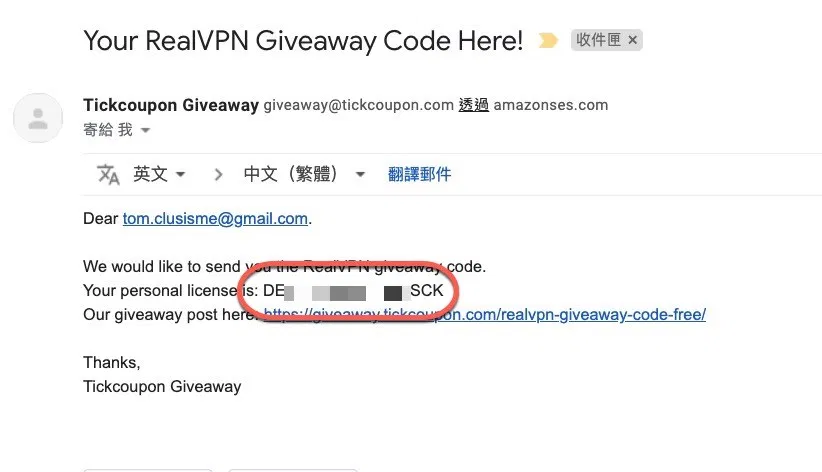 Your RealVPN Giveaway Code Here! 收件匣 ×
Tickcoupon Giveaway giveaway@tickcoupon.com 透過 amazonses.com
寄給 我
英文 > 中文（繁體） 翻譯郵件
Dear tom.clusisme@gmail.com.
We would like to send you the RealVPN giveaway code.
Your personal license is: DE SCK
Our giveaway post here: https://giveaway.tickcoupon.com/realvpn-giveaway-code-free/
Thanks,
Tickcoupon Giveaway